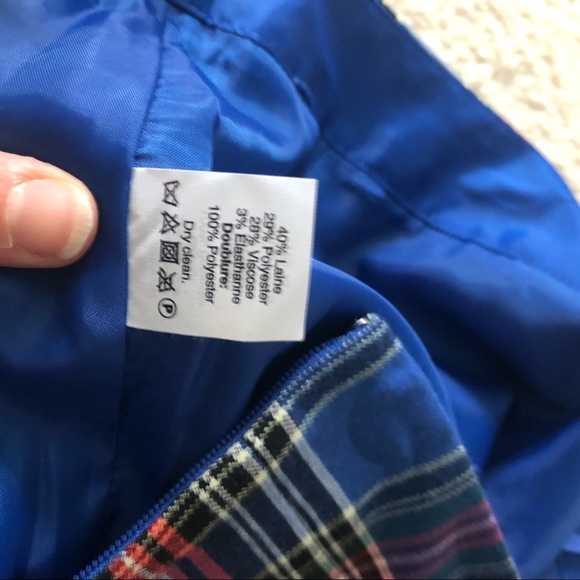 40% Laine
29% Polyester
28% Viscose
3% Elasthanne
Doublure:
100% Polyester
Dry clean.
P